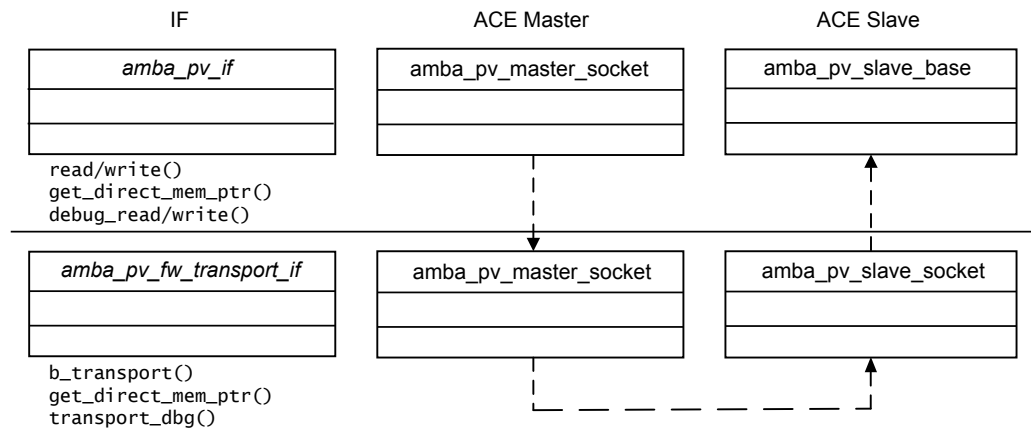 IF
ACE Master
ACE Slave
amba_pv_if
amba_pv_master_socket
amba_pv_slave_base
read/write()
get_direct_mem_ptr()
debug_read/write()
amba_pv_fw_transport_if
amba_pv_master_socket
amba_pv_slave_socket
b_transport()
get_direct_mem_ptr()
transport_dbg()